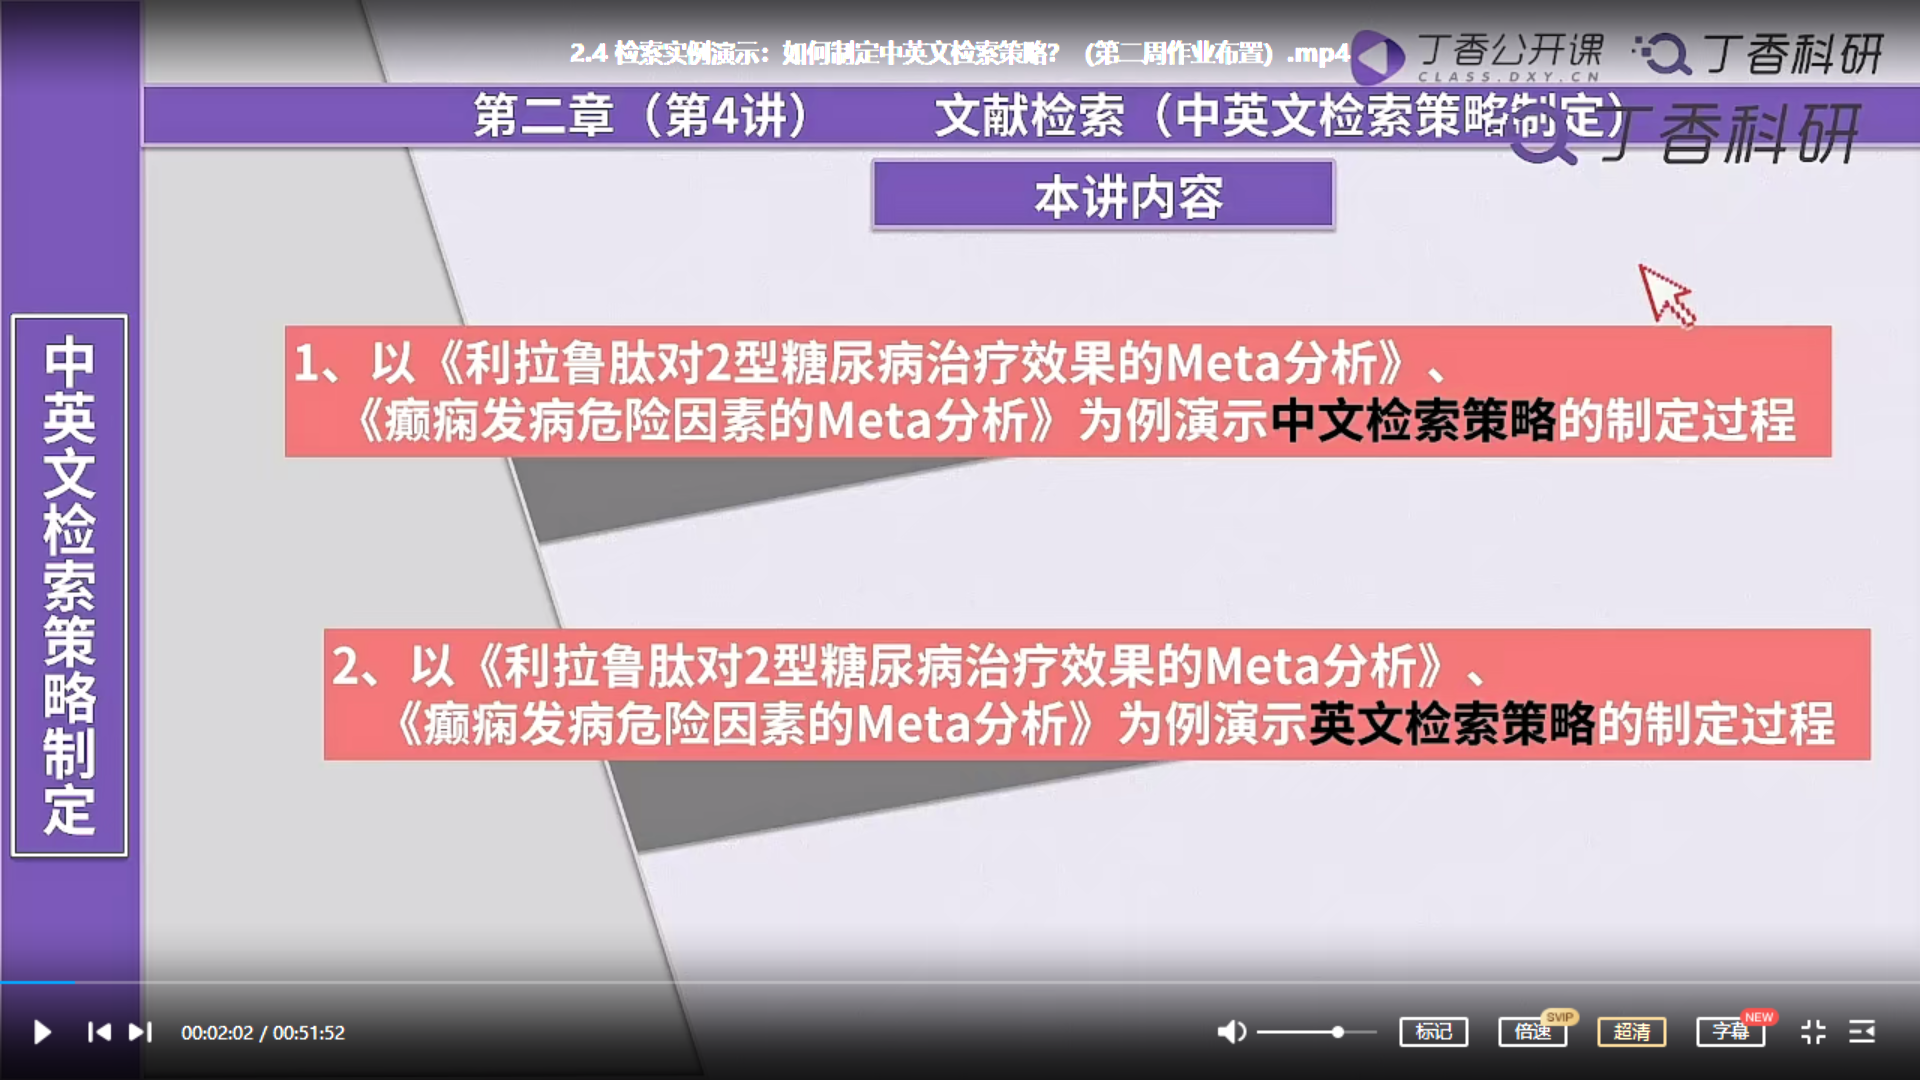 2.4 检索实例演示：如何制定中英文检索策略？ (第二周作业布置) .mp4
丁香公开课
CLASS.DXY.CN
丁香科研
第二章（第4讲） 文献检索（中英文检索策略制定）
丁香科研
本讲内容
中英文检索策略制定
1、以《利拉鲁肽对2型糖尿病治疗效果的Meta分析》、
《癫痫发病危险因素的Meta分析》为例演示中文检索策略的制定过程
2、以《利拉鲁肽对2型糖尿病治疗效果的Meta分析》、
《癫痫发病危险因素的Meta分析》为例演示英文检索策略的制定过程
00:02:02 / 00:51:52
标记
倍速
SVIP
超清
字幕
NEW